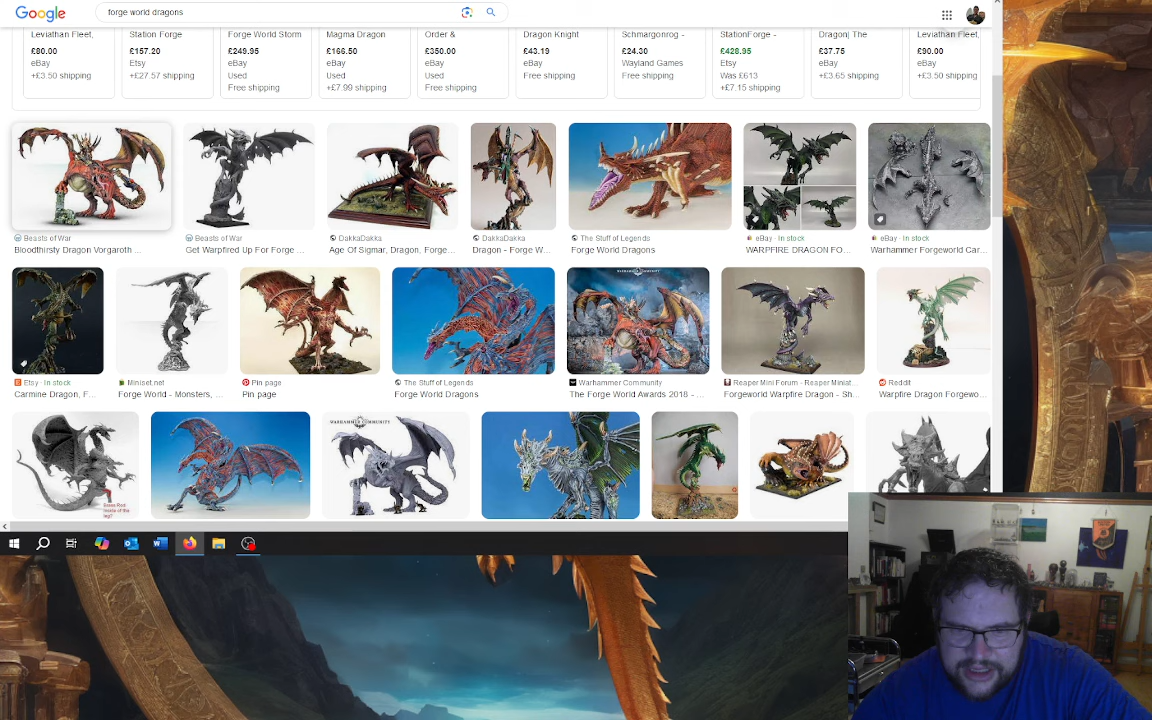 Google
forge world dragons
Leviathan Fleet,
£80.00
eBay
+£3.50 shipping
Station Forge
£157.20
Etsy
+£27.57 shipping
Forge World Storm
£249.95
eBay
Used
Free shipping
Magma Dragon
£166.50
eBay
Used
+£7.99 shipping
Order &
£350.00
eBay
Used
Free shipping
Dragon Knight
£43.19
eBay
Free shipping
Schmargonrog -
£24.30
Wayland Games
Free shipping
StationForge -
£428.95
Etsy
Was £613
+£7.15 shipping
Dragon| The
£37.75
eBay
+£3.65 shipping
Leviathan Fleet,
£90.00
eBay
+£3.50 shipping
Beasts of War
Bloodthirsty Dragon Vorgaroth ...
Beasts of War
Get Warpfired Up For Forge ...
DakkaDakka
Age Of Sigmar, Dragon, Forge...
DakkaDakka
Dragon - Forge W...
The Stuff of Legends
Forge World Dragons
eBay · In stock
WARPFIRE DRAGON FO...
eBay · In stock
Warhammer Forgeworld Car...
WARHAMMER COMMUNITY
Etsy · In stock
Carmine Dragon, F...
Miniset.net
Forge World - Monsters, ...
Pin page
Pin page
The Stuff of Legends
Forge World Dragons
Warhammer Community
The Forge World Awards 2018 - ...
Reaper Mini Forum - Reaper Miniat...
Forgeworld Warpfire Dragon - Sh...
Reddit
Warpfire Dragon Forgewo...
WARHAMMER COMMUNITY